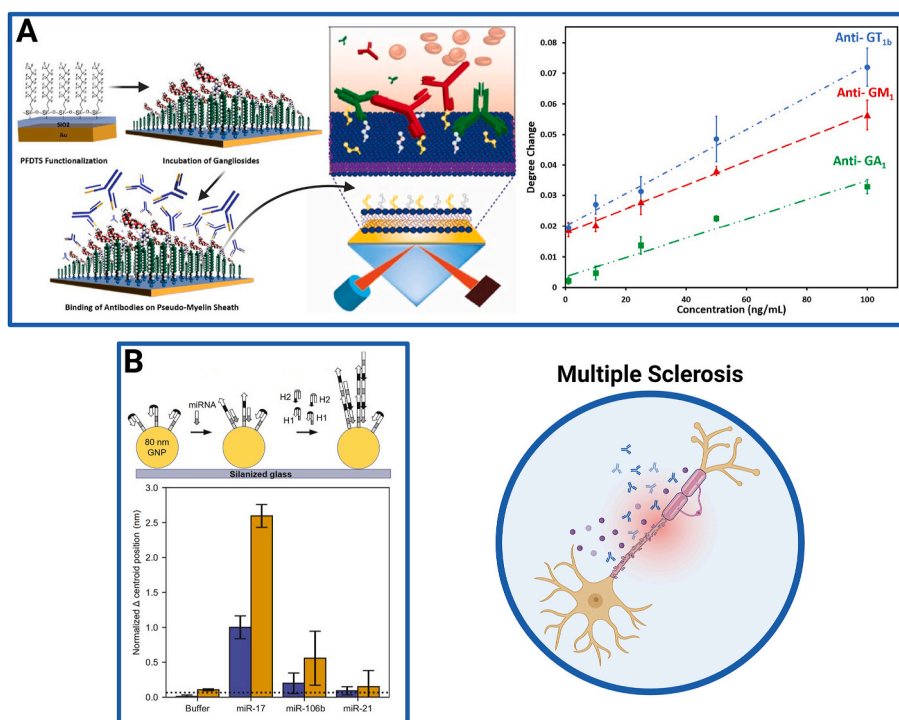 A
SiO2
Au
PFDTS Functionalization
Incubation of Gangliosides
Binding of Antibodies on Pseudo-Myelin Sheath
Degree Change
0.08
0.07
0.06
0.05
0.04
0.03
0.02
0.01
0
0
20
40
60
80
100
Concentration (ng/mL)
Anti- GT1b
Anti- GM1
Anti- GA1
B
miRNA
H2
H2
H1
H1
80 nm
GNP
Silanized glass
Normalized Δ centroid position (nm)
3.0
2.5
2.0
1.0
0.5
0.0
Buffer
miR-17
miR-106b
miR-21
Multiple Sclerosis